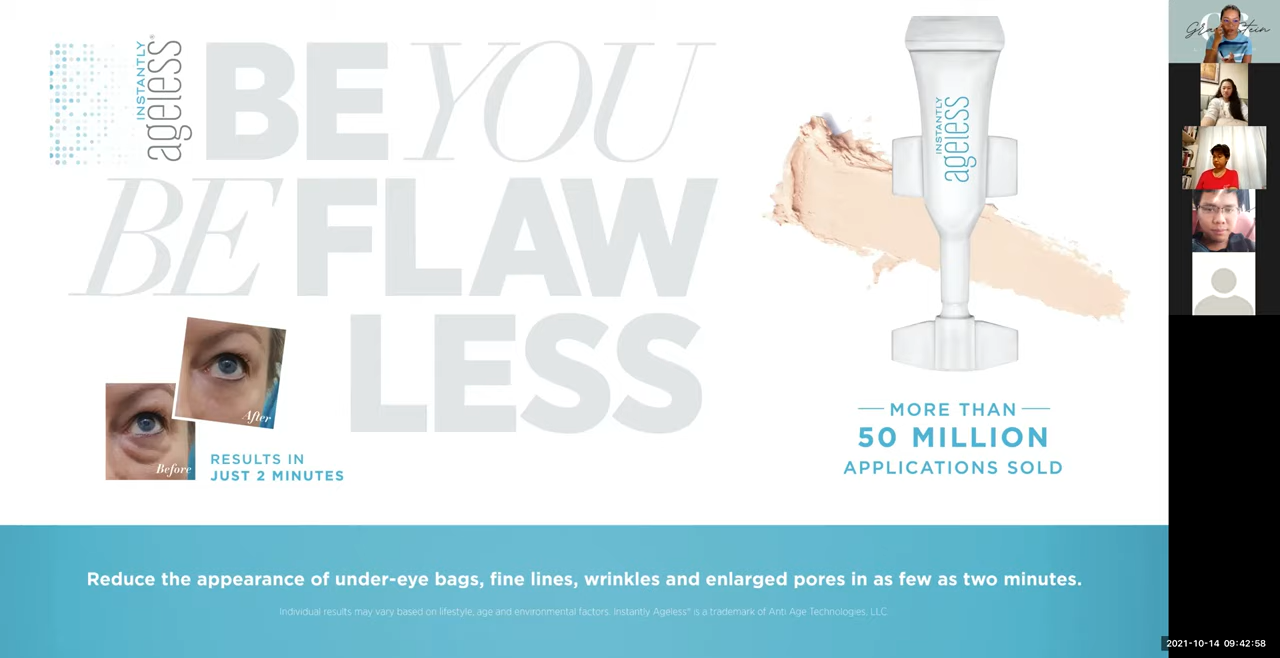 INSTANTLY
ageless®
BE YOU
BE FLAW
LESS
After
Before
RESULTS IN
JUST 2 MINUTES
INSTANTLY
ageless
MORE THAN
50 MILLION
APPLICATIONS SOLD
Reduce the appearance of under-eye bags, fine lines, wrinkles and enlarged pores in as few as two minutes.
Individual results may vary based on lifestyle, age and environmental factors. Instantly Ageless® is a trademark of Anti Age Technologies, LLC.
2021-10-14 09:42:58